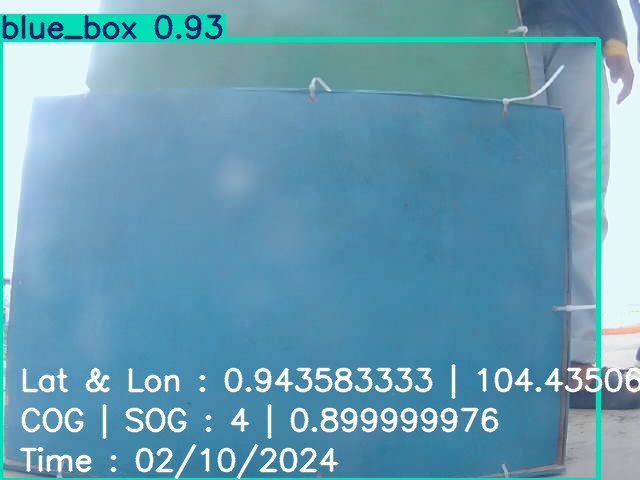 blue_box 0.93
Lat & Lon : 0.943583333 | 104.43506
COG | SOG : 4 | 0.899999976
Time : 02/10/2024